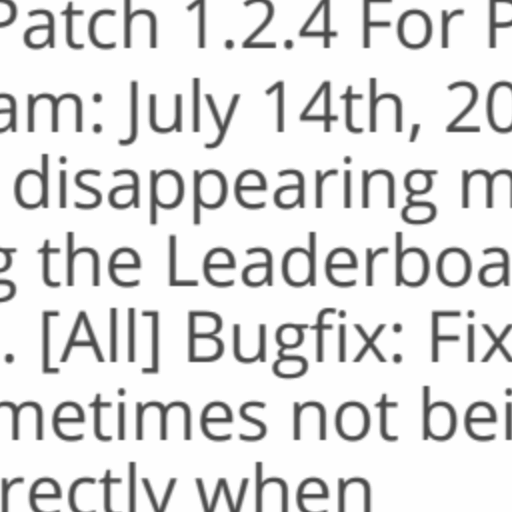 Patch 1.2.4 For P
am: July 14th, 20
disappearing m
g the Leaderboa
. [All] Bugfix: Fix
metimes not bei
rectly when